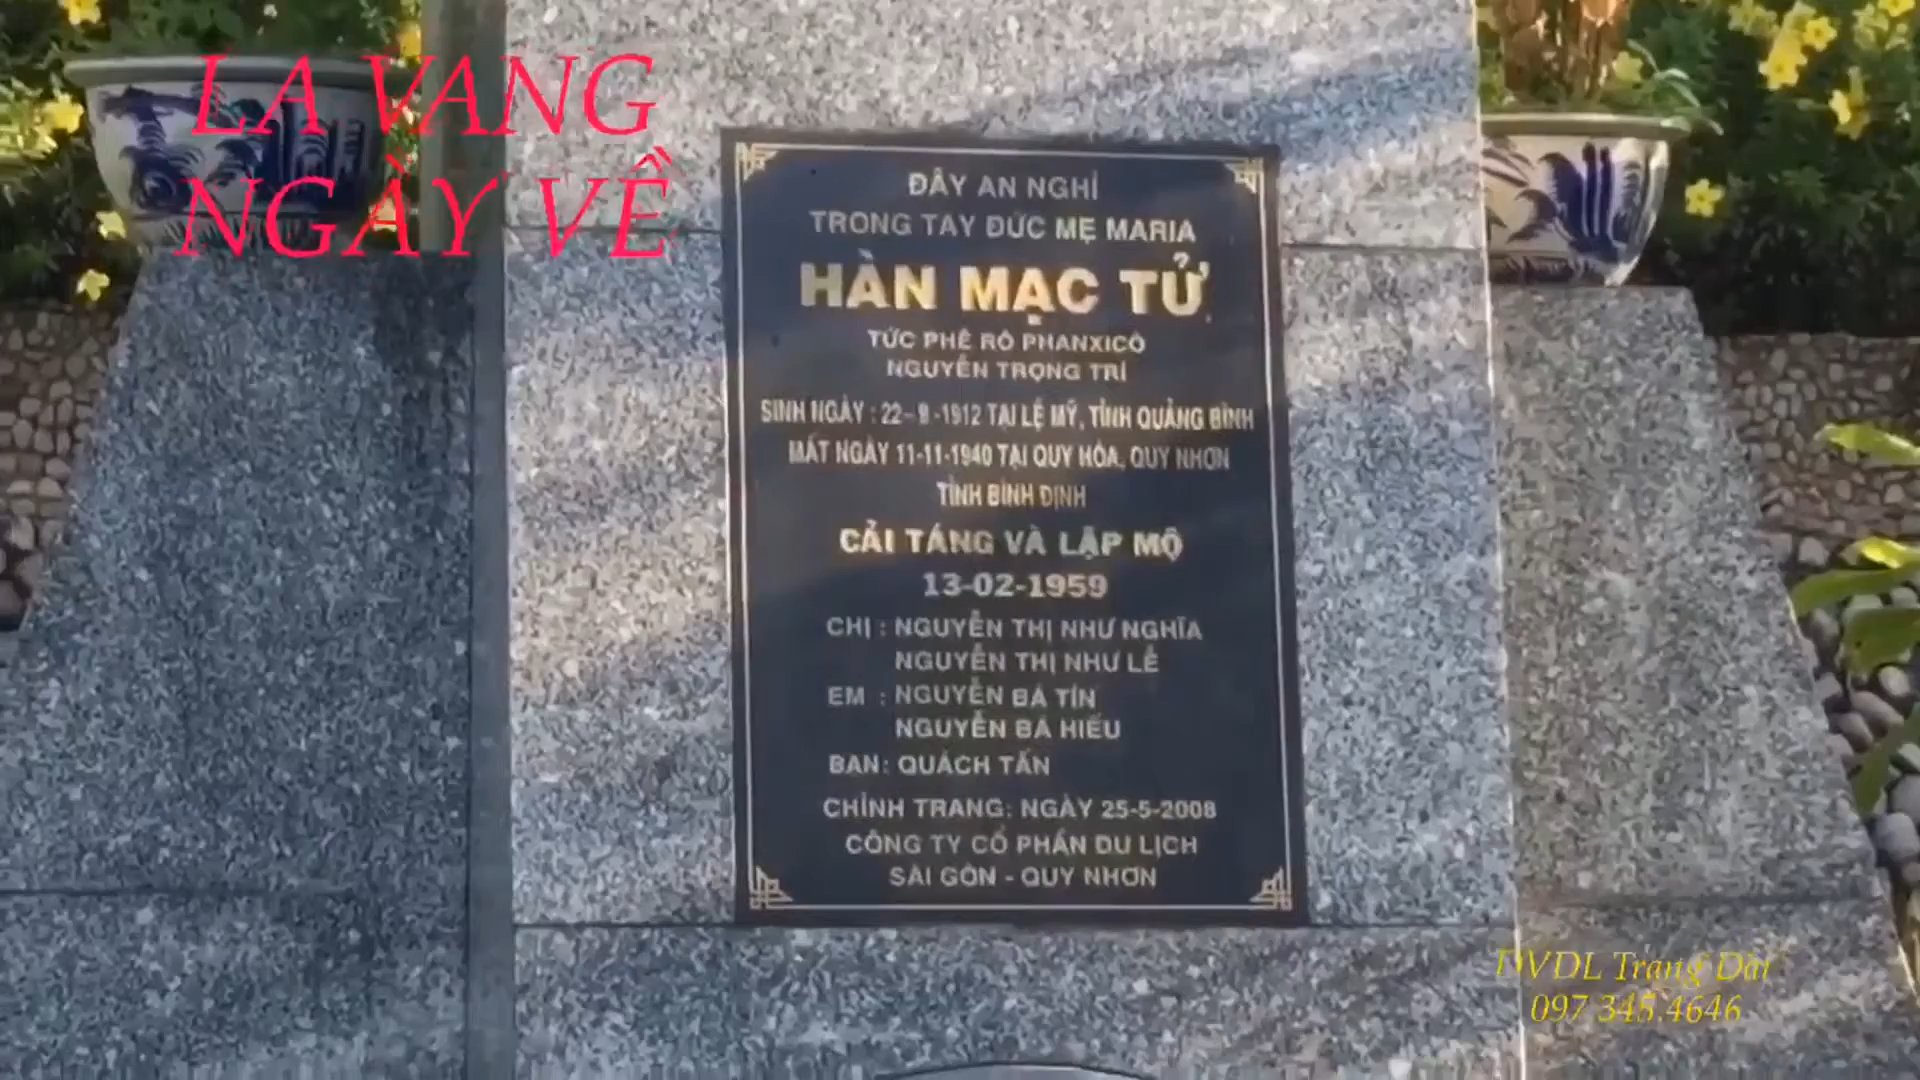 LA VANG
NGÀY VỀ
ĐÂY AN NGHỈ
TRONG TAY ĐỨC MẸ MARIA
HÀN MẠC TỬ
TỨC PHÊ RÔ PHANXICÔ
NGUYỄN TRỌNG TRÍ
SINH NGÀY : 22-9-1912 TẠI LỆ MỸ, TỈNH QUẢNG BÌNH
MẤT NGÀY 11-11-1940 TẠI QUY HÒA, QUY NHƠN
TỈNH BÌNH ĐỊNH
CẢI TÁNG VÀ LẬP MỘ
13-02-1959
CHỊ : NGUYỄN THỊ NHƯ NGHĨA
NGUYỄN THỊ NHƯ LỄ
EM : NGUYỄN BÁ TÍN
NGUYỄN BÁ HIẾU
BẠN: QUÁCH TẤN
CHỈNH TRANG: NGÀY 25-5-2008
CÔNG TY CỔ PHẦN DU LỊCH
SÀI GÒN - QUY NHƠN
DVDL Trang Đài
097 345.4646